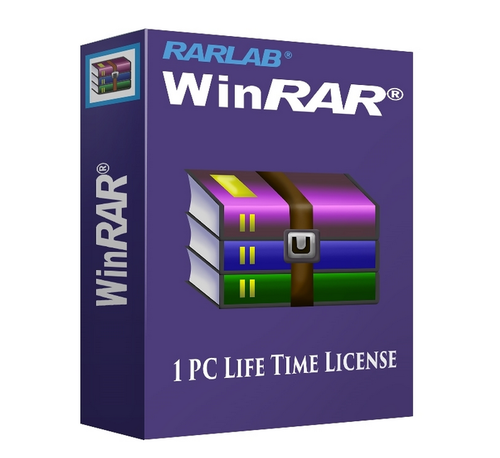 RARLAB®
WinRAR®
WinRAR®
U
1 PC LIFE TIME LICENSE